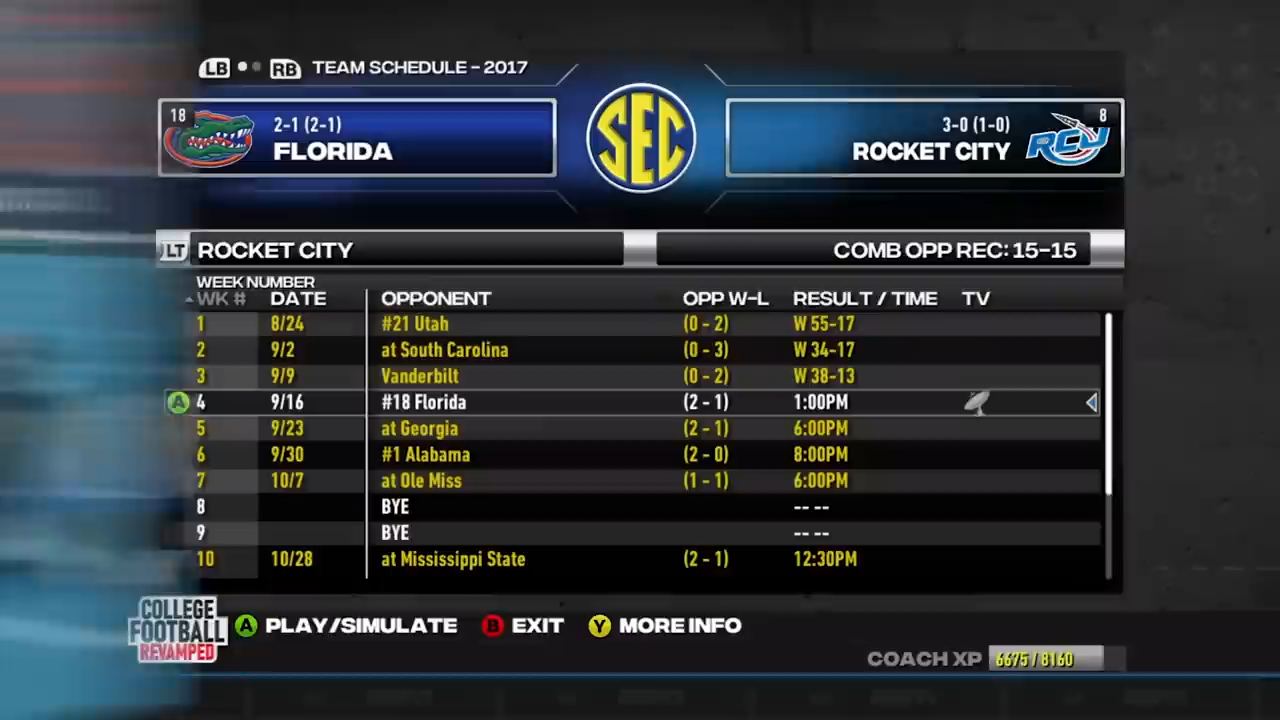 LB RB TEAM SCHEDULE - 2017
18 2-1 (2-1)
FLORIDA
SEC
3-0 (1-0) 8
ROCKET CITY RCU
LT ROCKET CITY COMB OPP REC: 15-15
WEEK NUMBER
WK # DATE OPPONENT OPP W-L RESULT / TIME TV
1 8/24 #21 Utah (0 - 2) W 55-17
2 9/2 at South Carolina (0 - 3) W 34-17
3 9/9 Vanderbilt (0 - 2) W 38-13
A 4 9/16 #18 Florida (2 - 1) 1:00PM
5 9/23 at Georgia (2 - 1) 6:00PM
6 9/30 #1 Alabama (2 - 0) 8:00PM
7 10/7 at Ole Miss (1 - 1) 6:00PM
8 BYE -- --
9 BYE -- --
10 10/28 at Mississippi State (2 - 1) 12:30PM
COLLEGE
FOOTBALL
REVAMPED
A PLAY/SIMULATE B EXIT Y MORE INFO
COACH XP 6675 / 8160